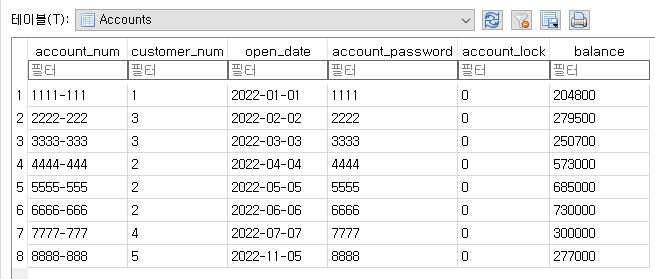 테이블(T): Accounts
account_num customer_num open_date account_password account_lock balance
필터 필터 필터 필터 필터 필터
1 1111-111 1 2022-01-01 1111 0 204800
2 2222-222 3 2022-02-02 2222 0 279500
3 3333-333 3 2022-03-03 3333 0 250700
4 4444-444 2 2022-04-04 4444 0 573000
5 5555-555 2 2022-05-05 5555 0 685000
6 6666-666 2 2022-06-06 6666 0 730000
7 7777-777 4 2022-07-07 7777 0 300000
8 8888-888 5 2022-11-05 8888 0 277000